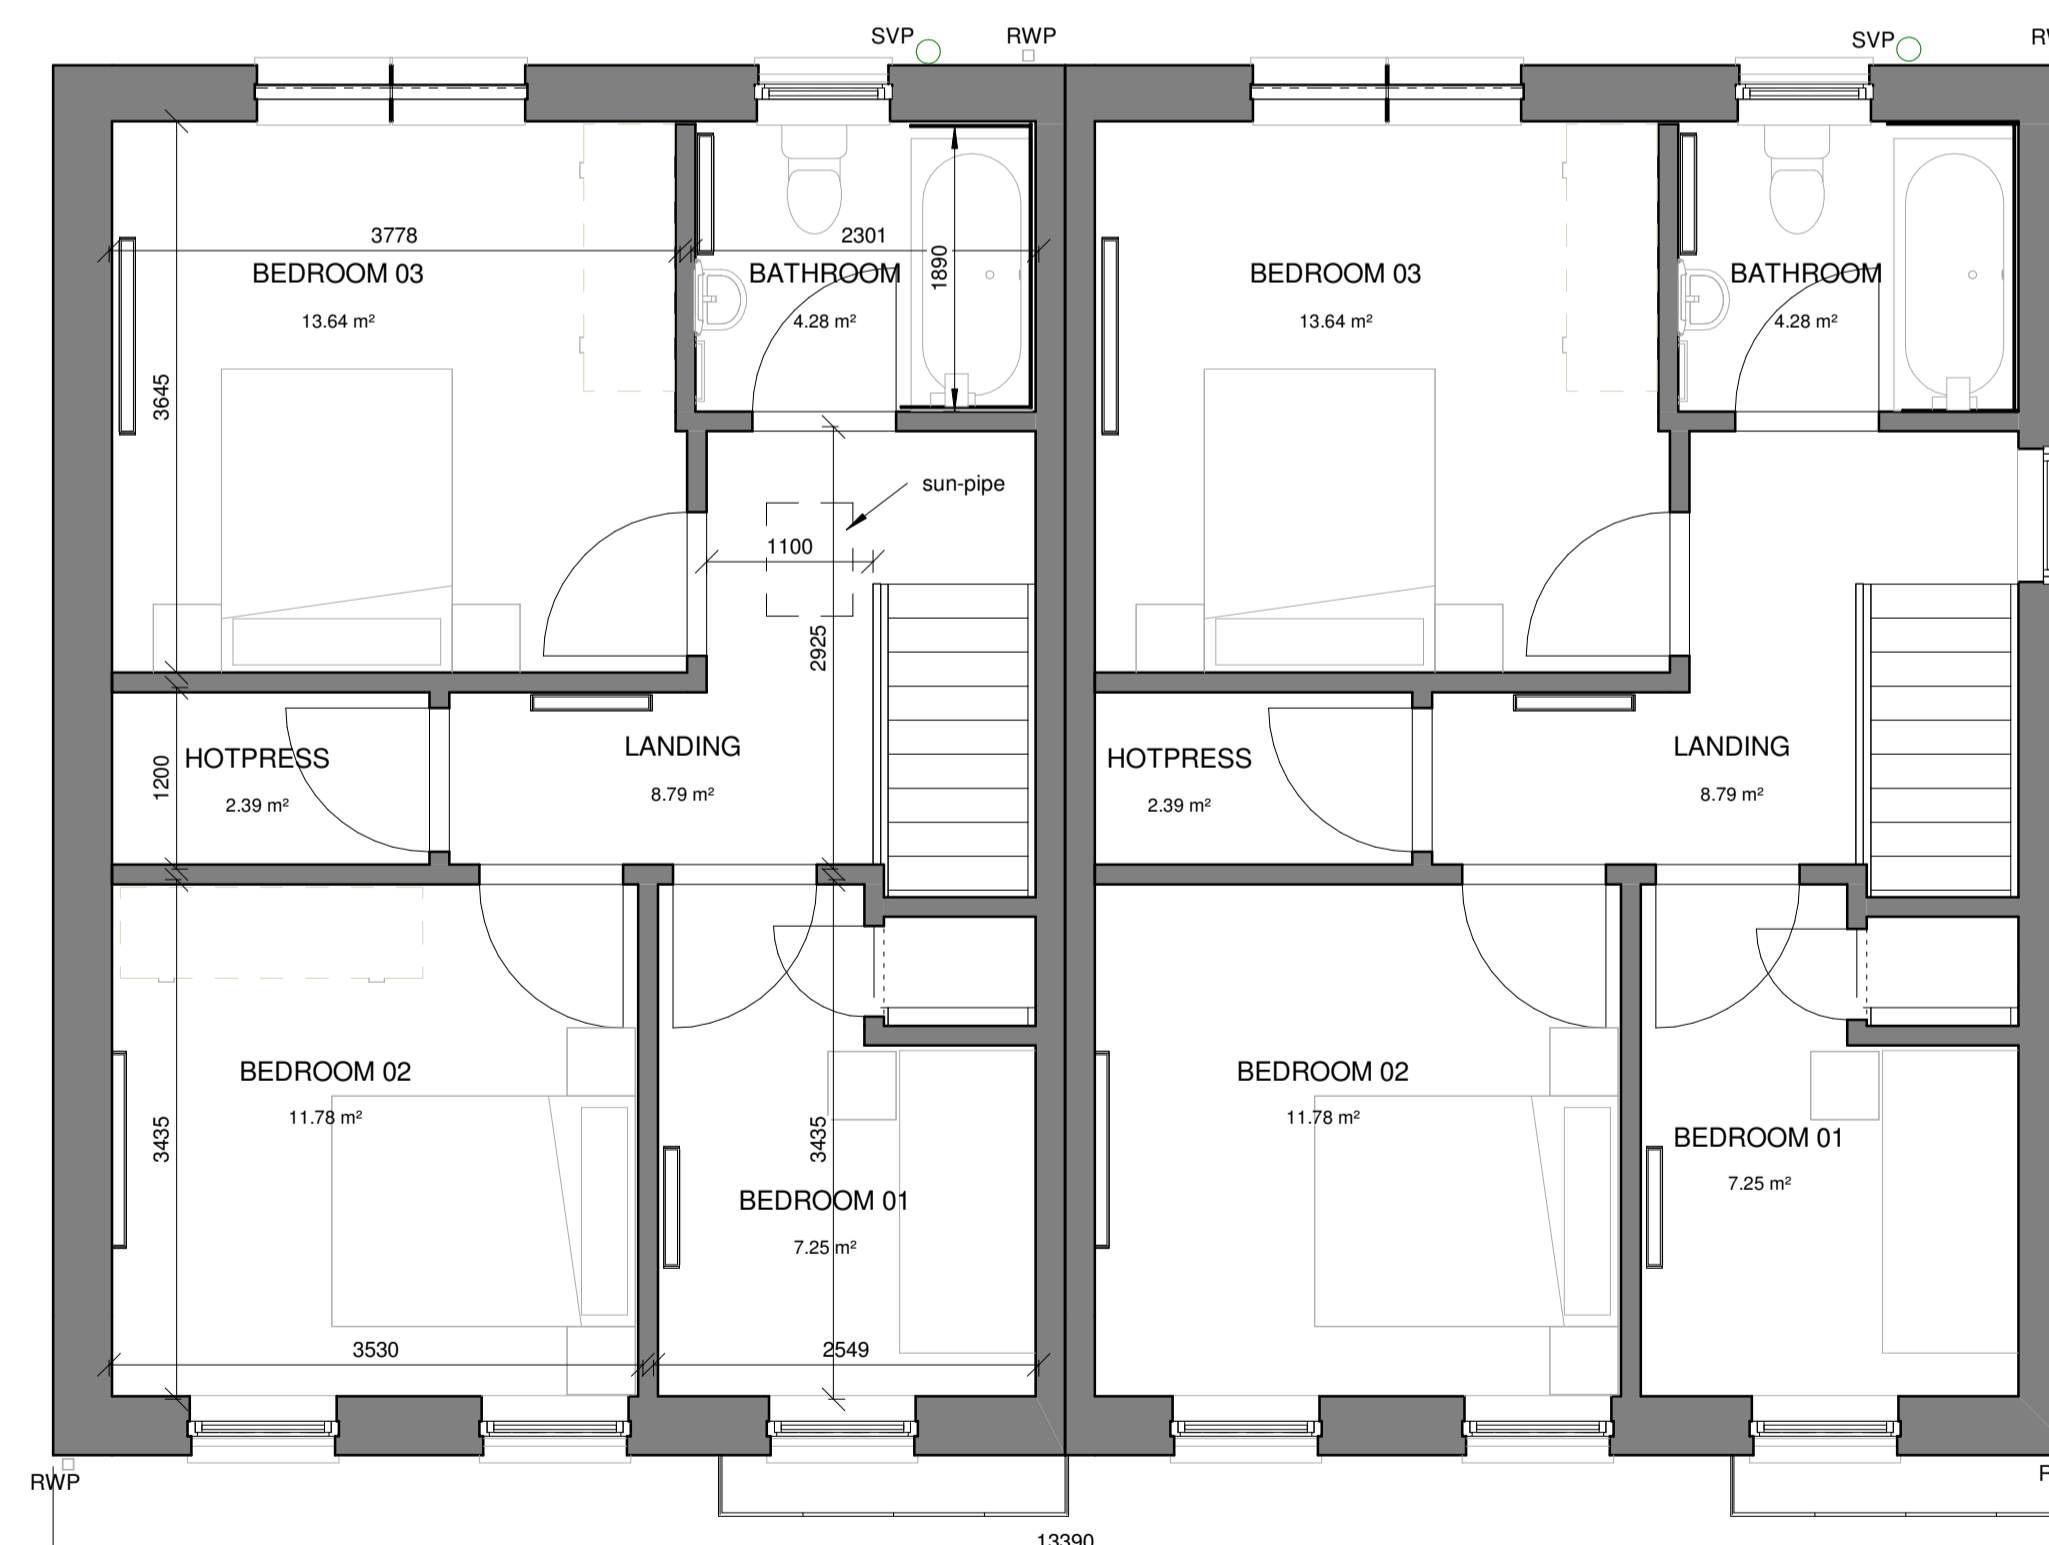 SVP
RWP
SVP
3778
2301
1890
BEDROOM 03
13.64 m²
BATHROOM
4.28 m²
BEDROOM 03
13.64 m²
BATHROOM
4.28 m²
3645
sun-pipe
1100
2925
HOTPRESS
2.39 m²
1200
LANDING
8.79 m²
HOTPRESS
2.39 m²
LANDING
8.79 m²
BEDROOM 02
11.78 m²
3435
3435
BEDROOM 01
7.25 m²
BEDROOM 02
11.78 m²
BEDROOM 01
7.25 m²
3530
2549
RWP
13390